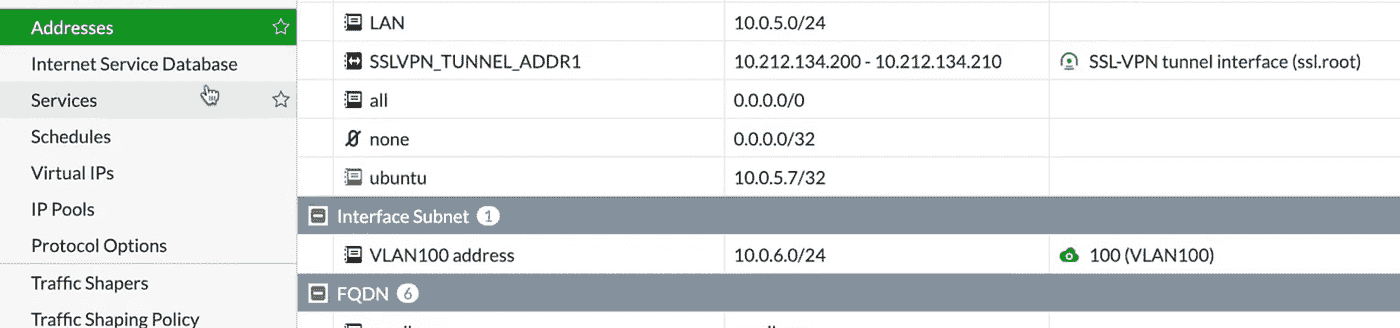 Addresses
Internet Service Database
Services
Schedules
Virtual IPs
IP Pools
Protocol Options
Traffic Shapers
Traffic Shaping Policy
LAN 10.0.5.0/24
SSLVPN_TUNNEL_ADDR1 10.212.134.200 - 10.212.134.210 SSL-VPN tunnel interface (ssl.root)
all 0.0.0.0/0
none 0.0.0.0/32
ubuntu 10.0.5.7/32
Interface Subnet 1
VLAN100 address 10.0.6.0/24 100 (VLAN100)
FQDN 6